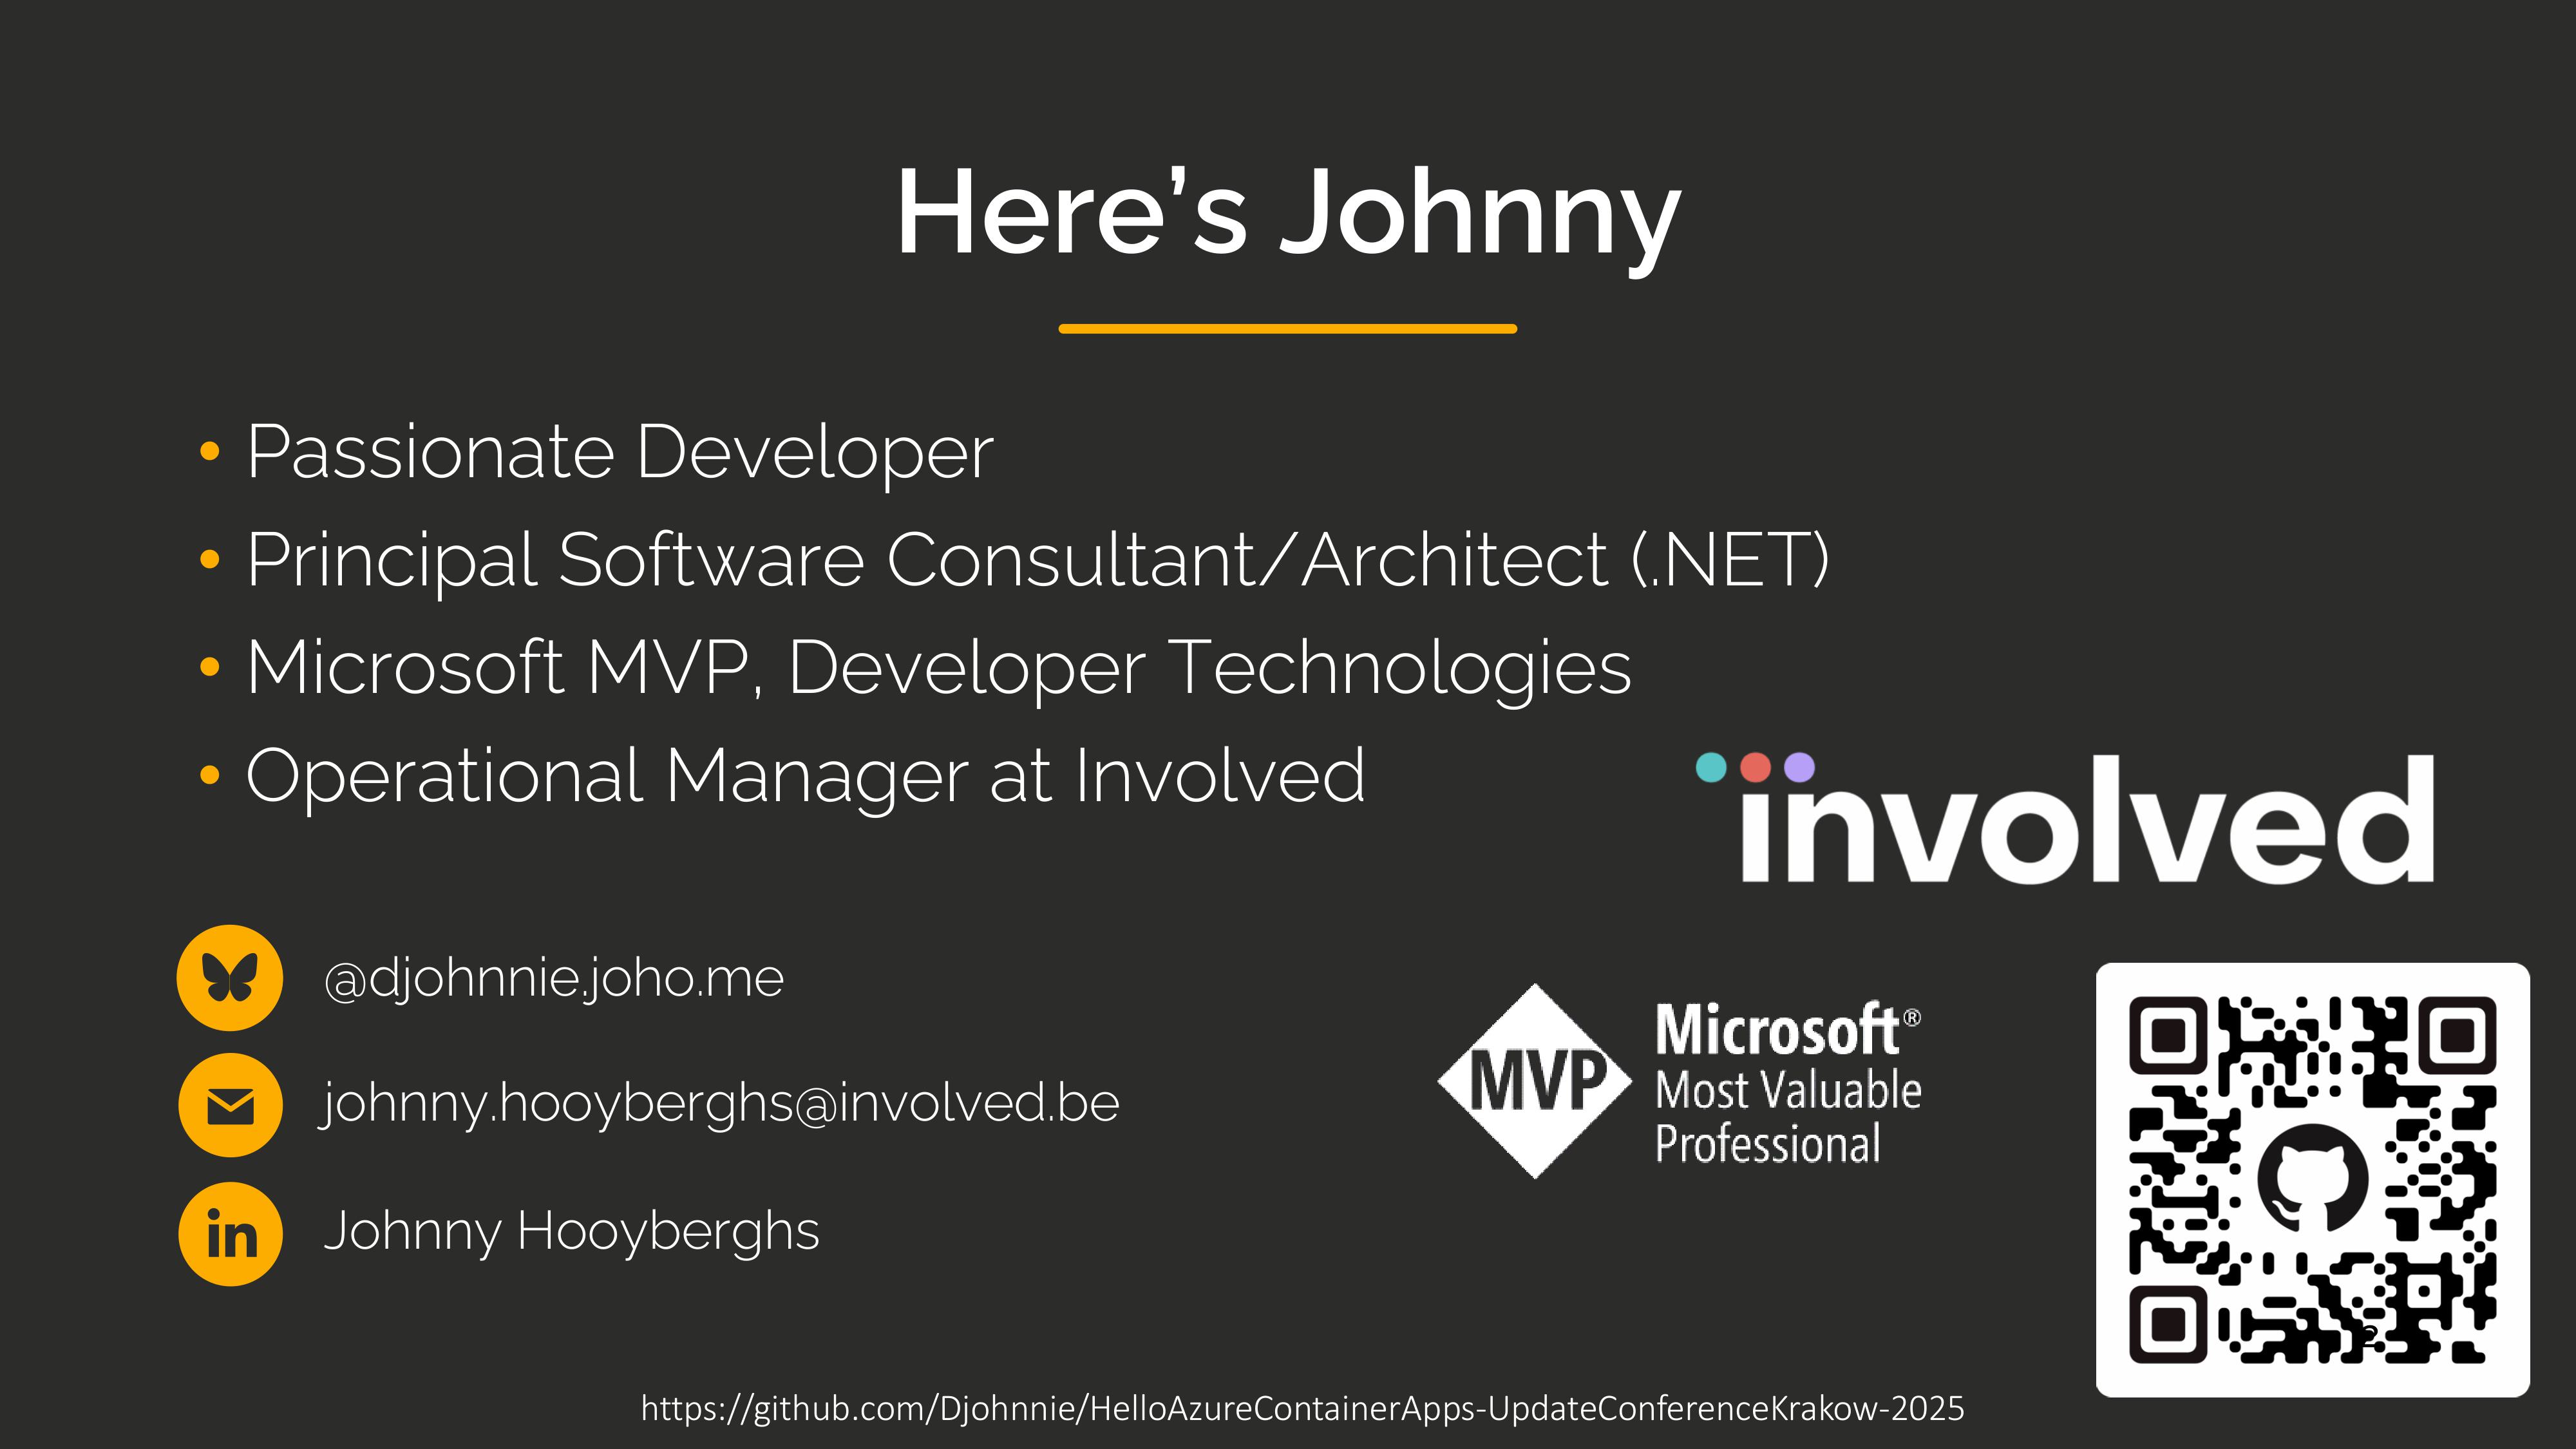 Here’s Johnny
• Passionate Developer
• Principal Software Consultant/Architect (.NET)
• Microsoft MVP, Developer Technologies
• Operational Manager at Involved
involved
@djohnnie.joho.me
johnny.hooyberghs@involved.be
in
Johnny Hooyberghs
MVP
Microsoft®
Most Valuable
Professional
2
https://github.com/Djohnnie/HelloAzureContainerApps-UpdateConferenceKrakow-2025